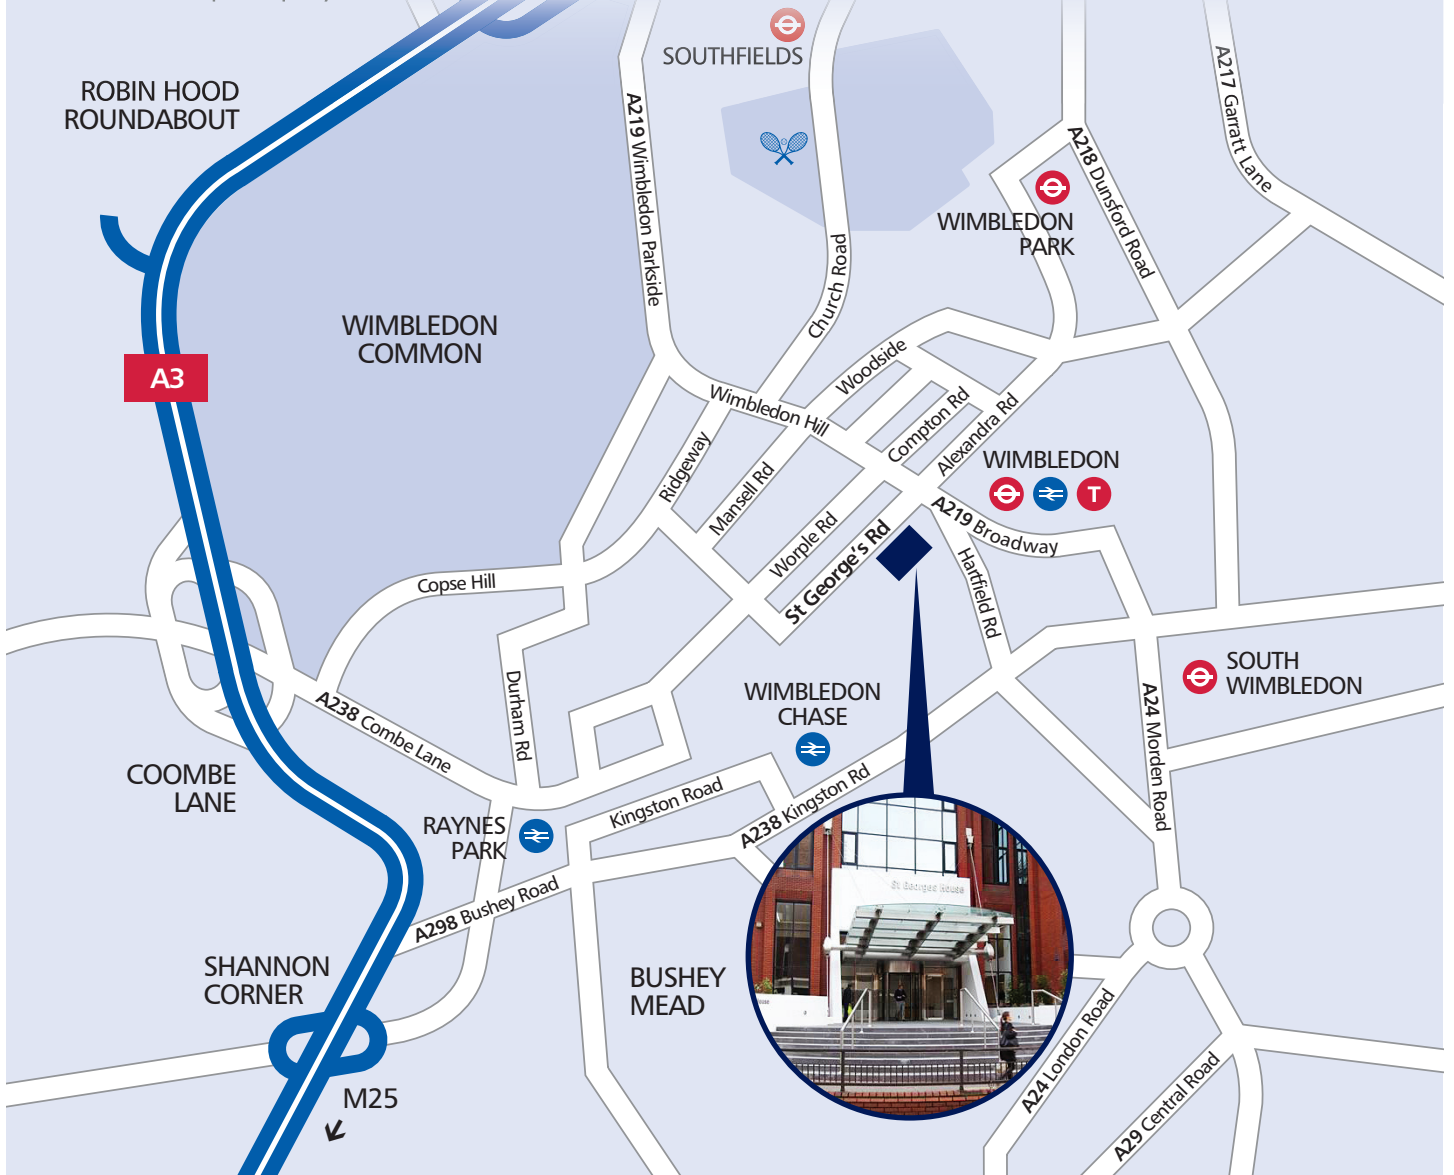 SOUTHFIELDS
ROBIN HOOD
ROUNDABOUT
A219 Wimbledon Parkside
A217 Garratt Lane
A218 Dunsford Road
WIMBLEDON
PARK
Church Road
WIMBLEDON
COMMON
A3
Woodside
Wimbledon Hill
Compton Rd
Alexandra Rd
Ridgeway
Mansell Rd
WIMBLEDON
T
Worple Rd
St George's Rd
A219 Broadway
Hartfield Rd
Copse Hill
Durham Rd
SOUTH
WIMBLEDON
WIMBLEDON
CHASE
A238 Combe Lane
A24 Morden Road
COOMBE
LANE
Kingston Road
A238 Kingston Rd
RAYNES
PARK
A298 Bushey Road
St Georges House
SHANNON
CORNER
BUSHEY
MEAD
A24 London Road
A29 Central Road
M25